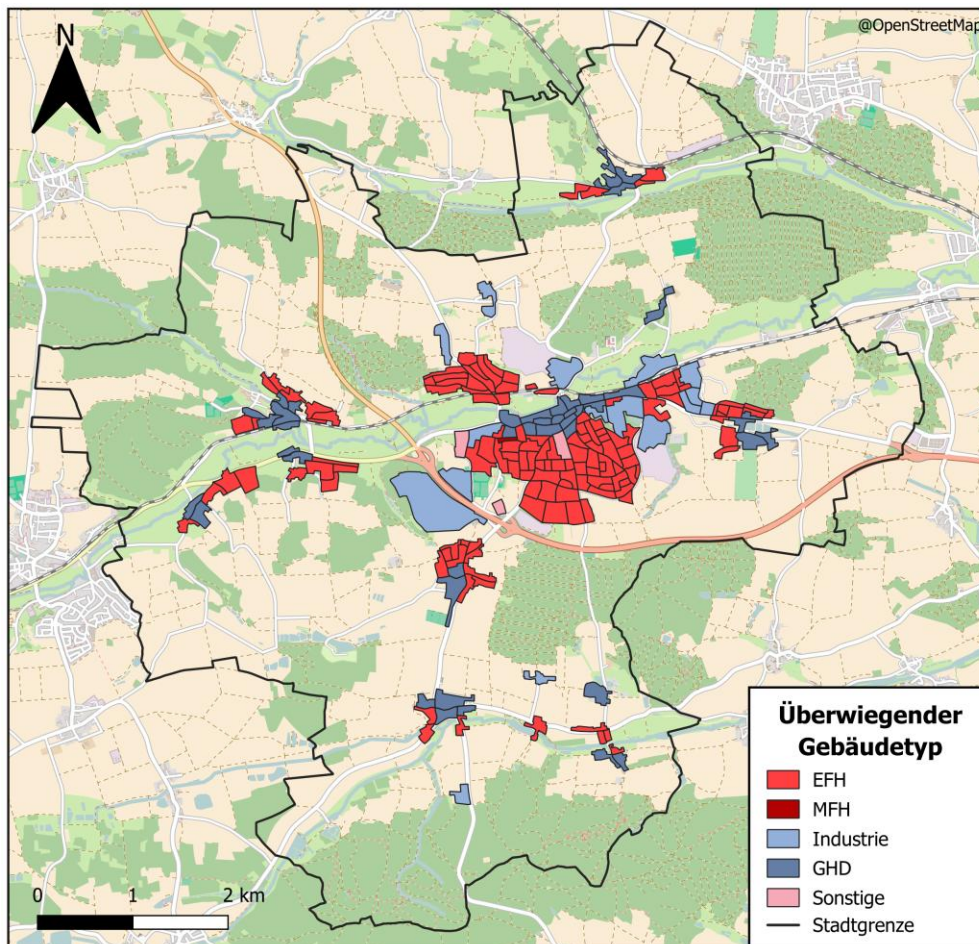 @OpenStreetMap
N
Überwiegender
Gebäudetyp
EFH
MFH
Industrie
GHD
Sonstige
Stadtgrenze
0 1 2 km